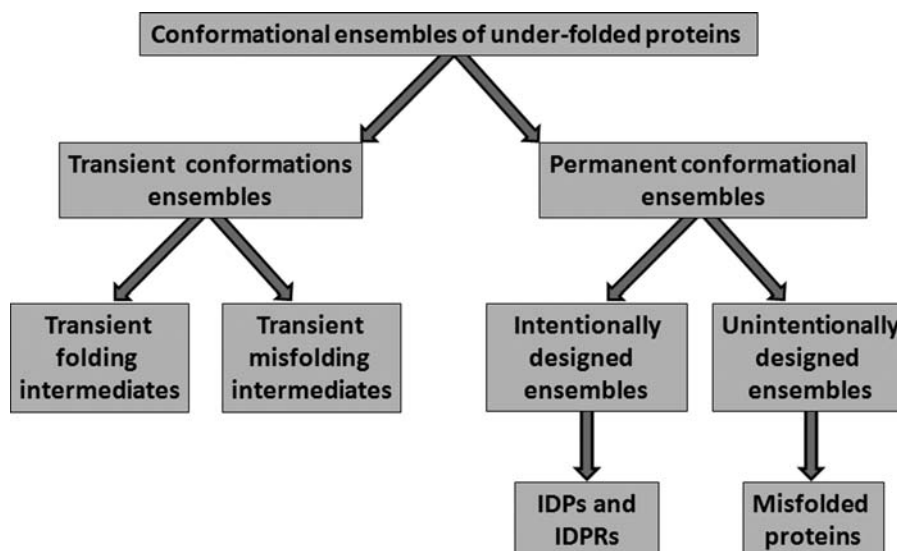 Conformational ensembles of under-folded proteins
Transient conformations
ensembles
Permanent conformational
ensembles
Transient
folding
intermediates
Transient
misfolding
intermediates
Intentionally
designed
ensembles
Unintentionally
designed
ensembles
IDPs and
IDPRs
Misfolded
proteins